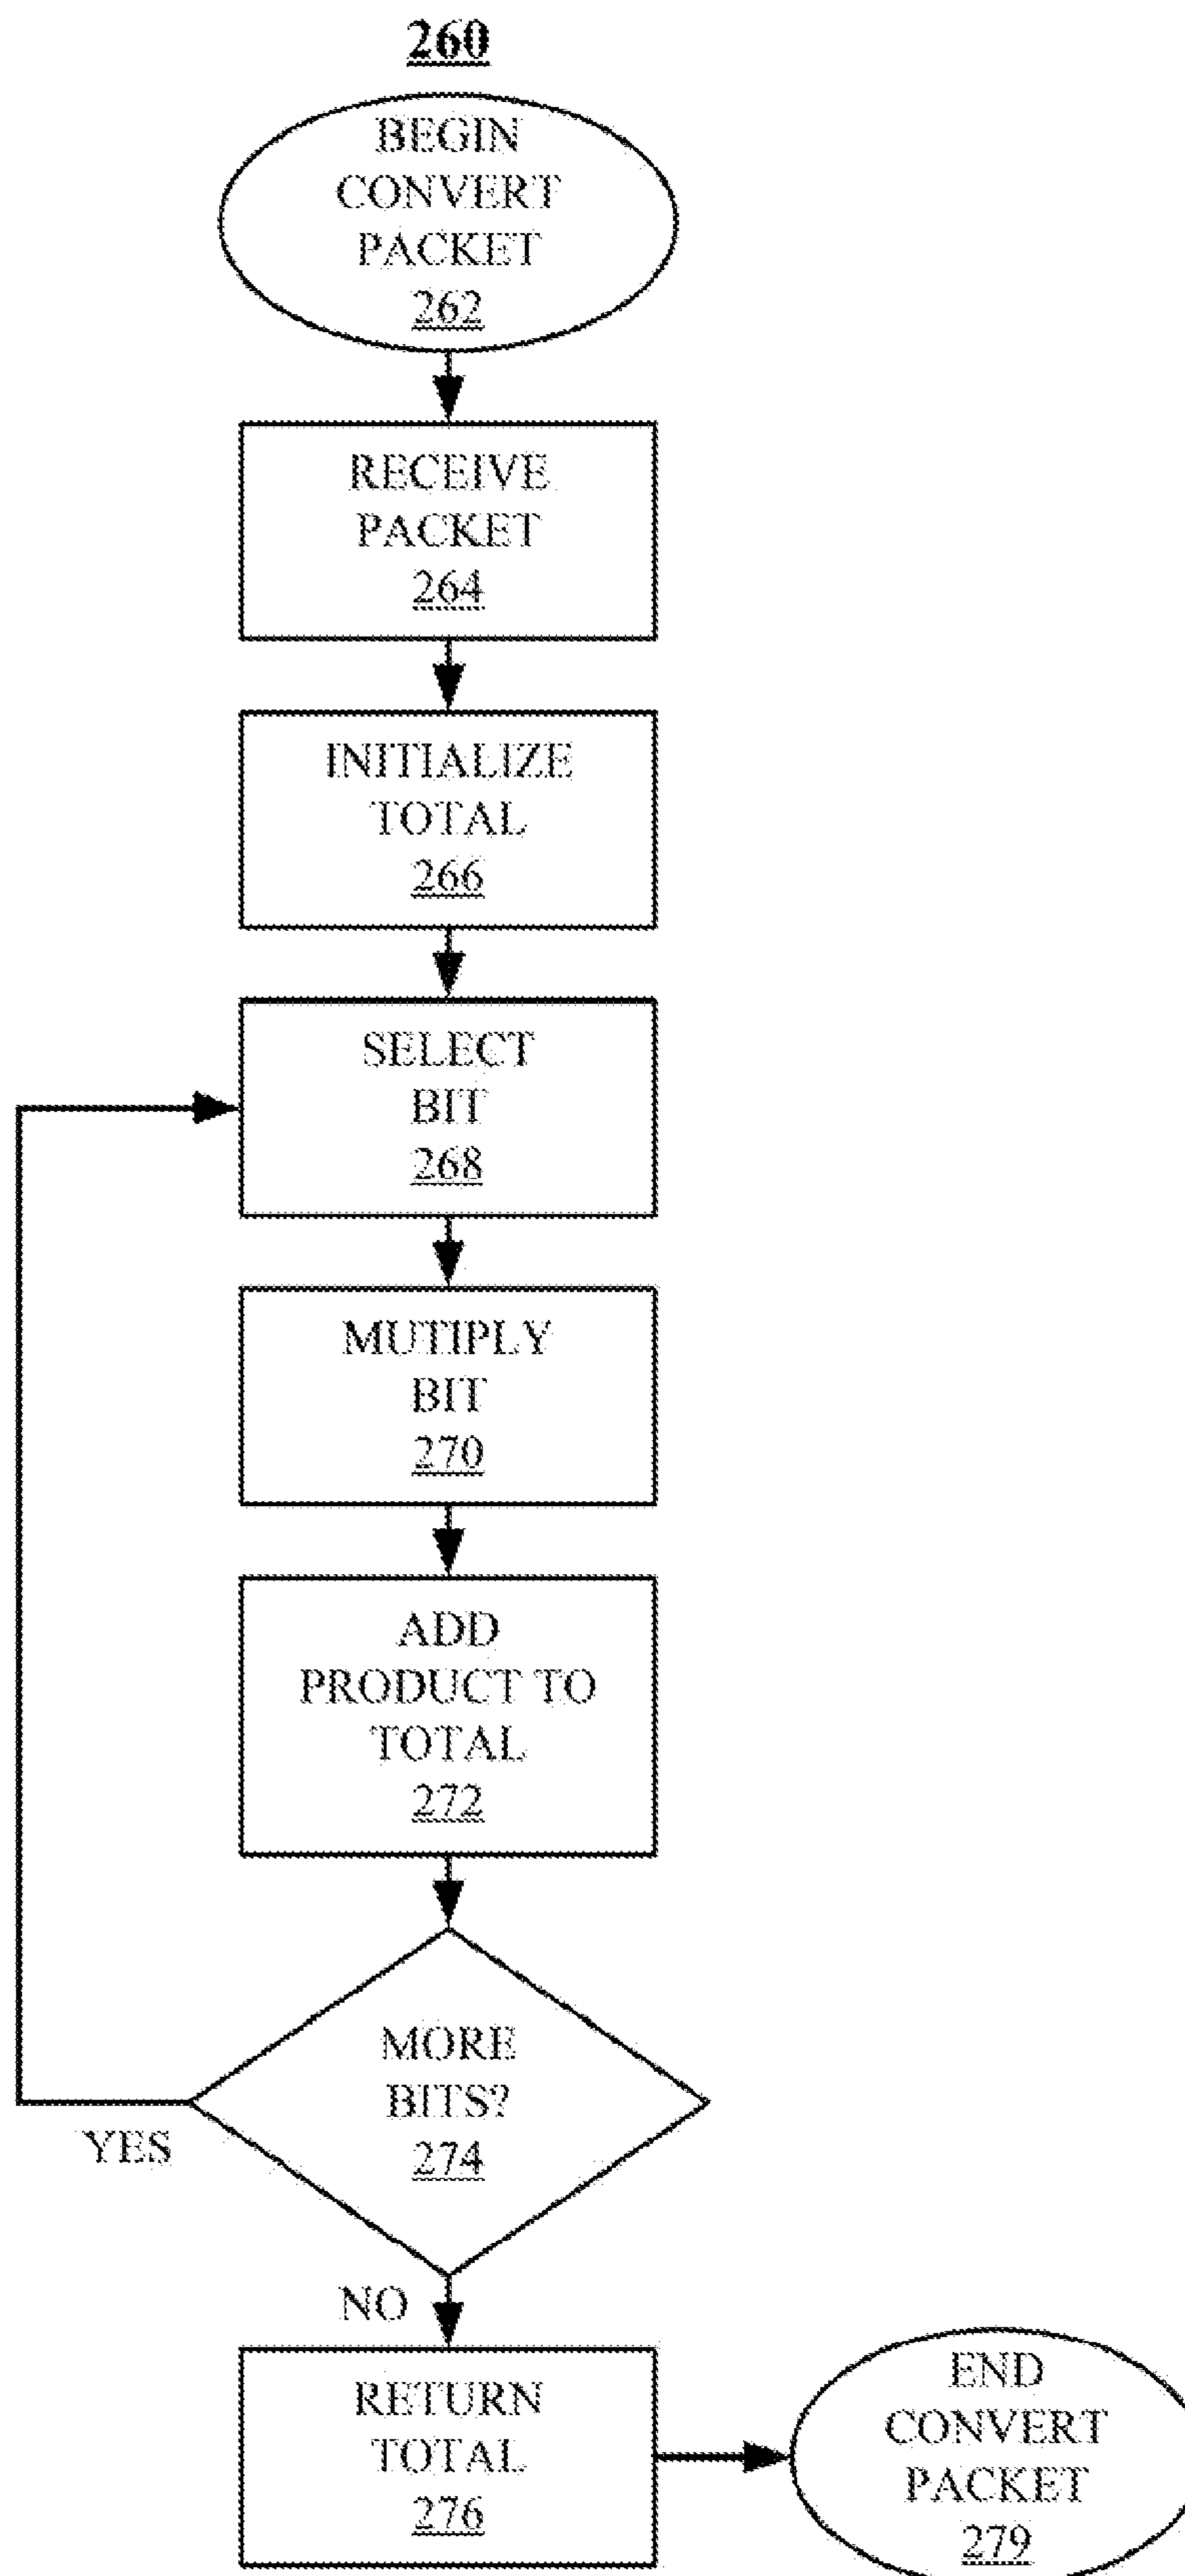 260
BEGIN
CONVERT
PACKET
262
RECEIVE
PACKET
264
INITIALIZE
TOTAL
266
SELECT
BIT
268
MUTIPLY
BIT
270
ADD
PRODUCT TO
TOTAL
272
MORE
BITS?
274
YES
NO
RETURN
TOTAL
276
END
CONVERT
PACKET
279